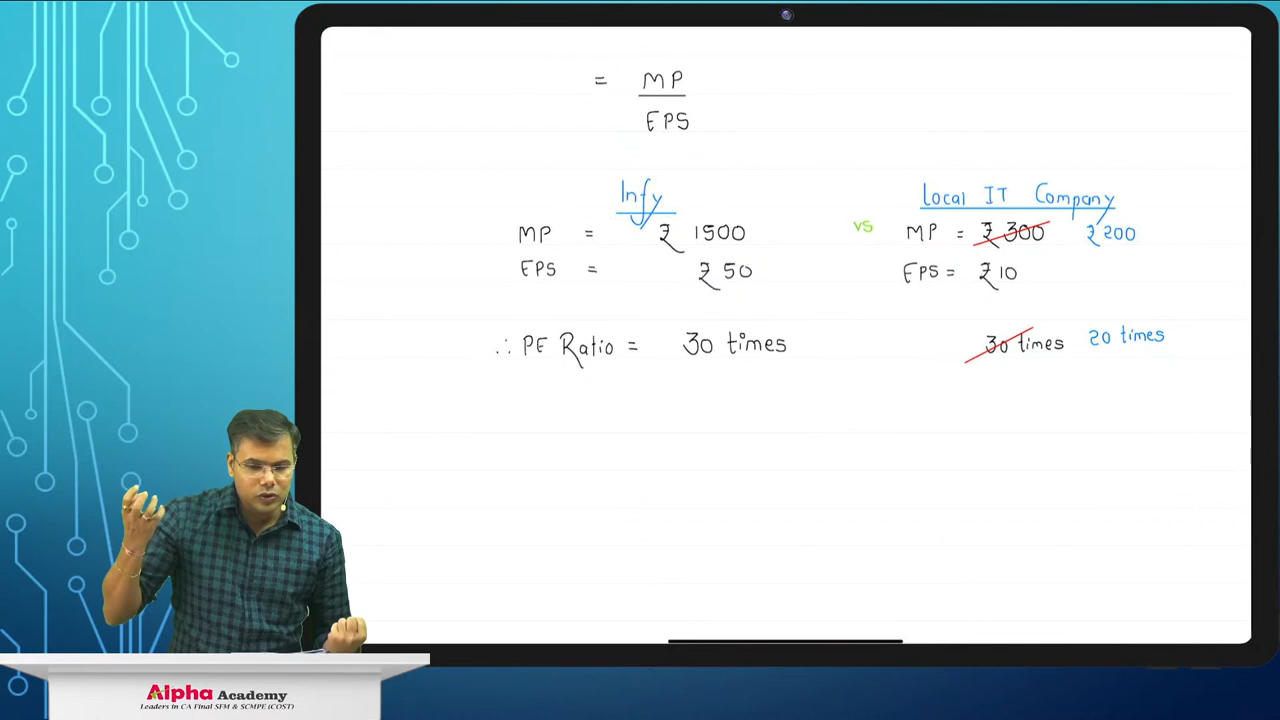 = MP
EPS
Infy
MP = ₹ 1500
EPS = ₹ 50
vs
Local IT Company
MP = ₹ 300 ₹ 200
EPS = ₹ 10
∴ PE Ratio = 30 times
30 times 20 times
Alpha Academy
Leaders in CA Final SFM & SCMPE (COST)